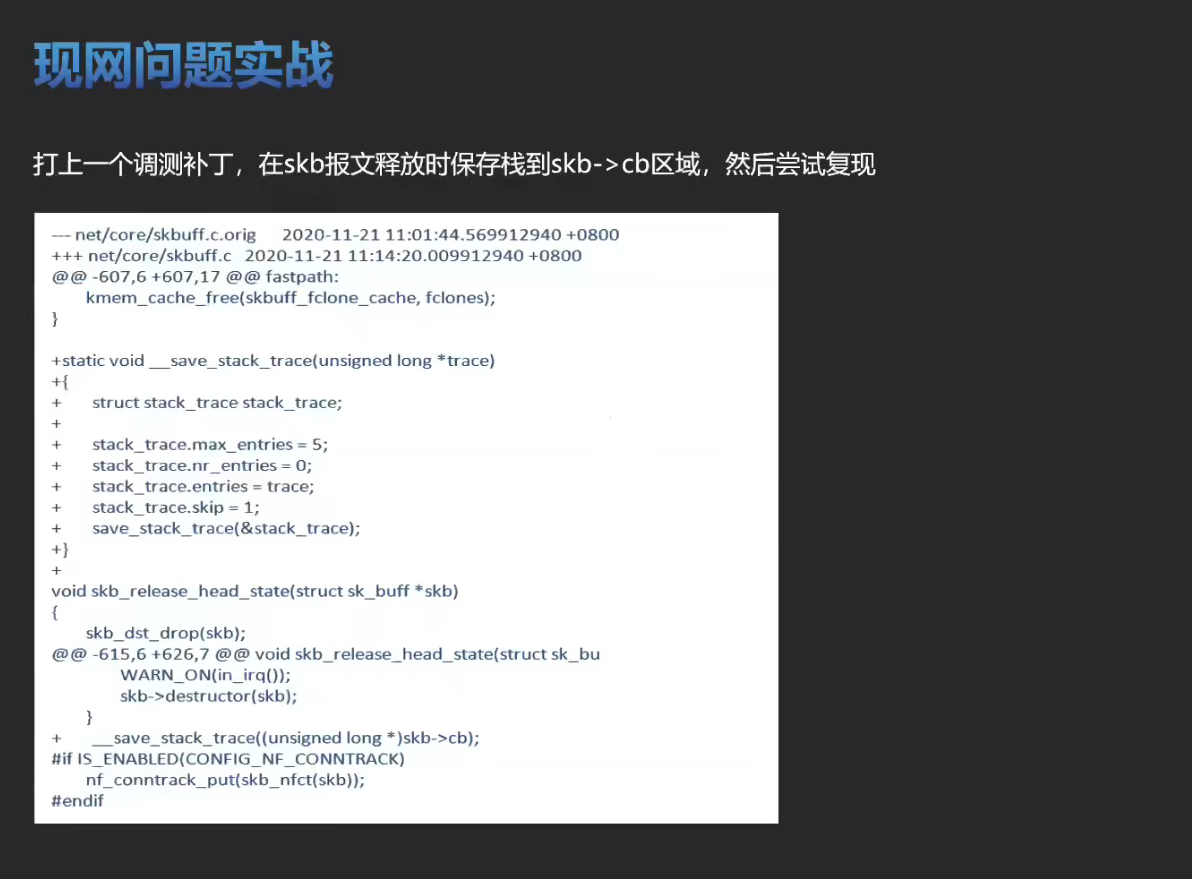 现网问题实战
打上一个调测补丁，在skb报文释放时保存栈到skb->cb区域，然后尝试复现
--- net/core/skbuff.c.orig 2020-11-21 11:01:44.569912940 +0800
+++ net/core/skbuff.c 2020-11-21 11:14:20.009912940 +0800
@@ -607,6 +607,17 @@ fastpath:
kmem_cache_free(skbuff_fclone_cache, fclones);
}
+static void __save_stack_trace(unsigned long *trace)
+{
+ struct stack_trace stack_trace;
+
+ stack_trace.max_entries = 5;
+ stack_trace.nr_entries = 0;
+ stack_trace.entries = trace;
+ stack_trace.skip = 1;
+ save_stack_trace(&stack_trace);
+}
+
void skb_release_head_state(struct sk_buff *skb)
{
skb_dst_drop(skb);
@@ -615,6 +626,7 @@ void skb_release_head_state(struct sk_bu
WARN_ON(in_irq());
skb->destructor(skb);
}
+ __save_stack_trace((unsigned long *)skb->cb);
#if IS_ENABLED(CONFIG_NF_CONNTRACK)
nf_conntrack_put(skb_nfct(skb));
#endif